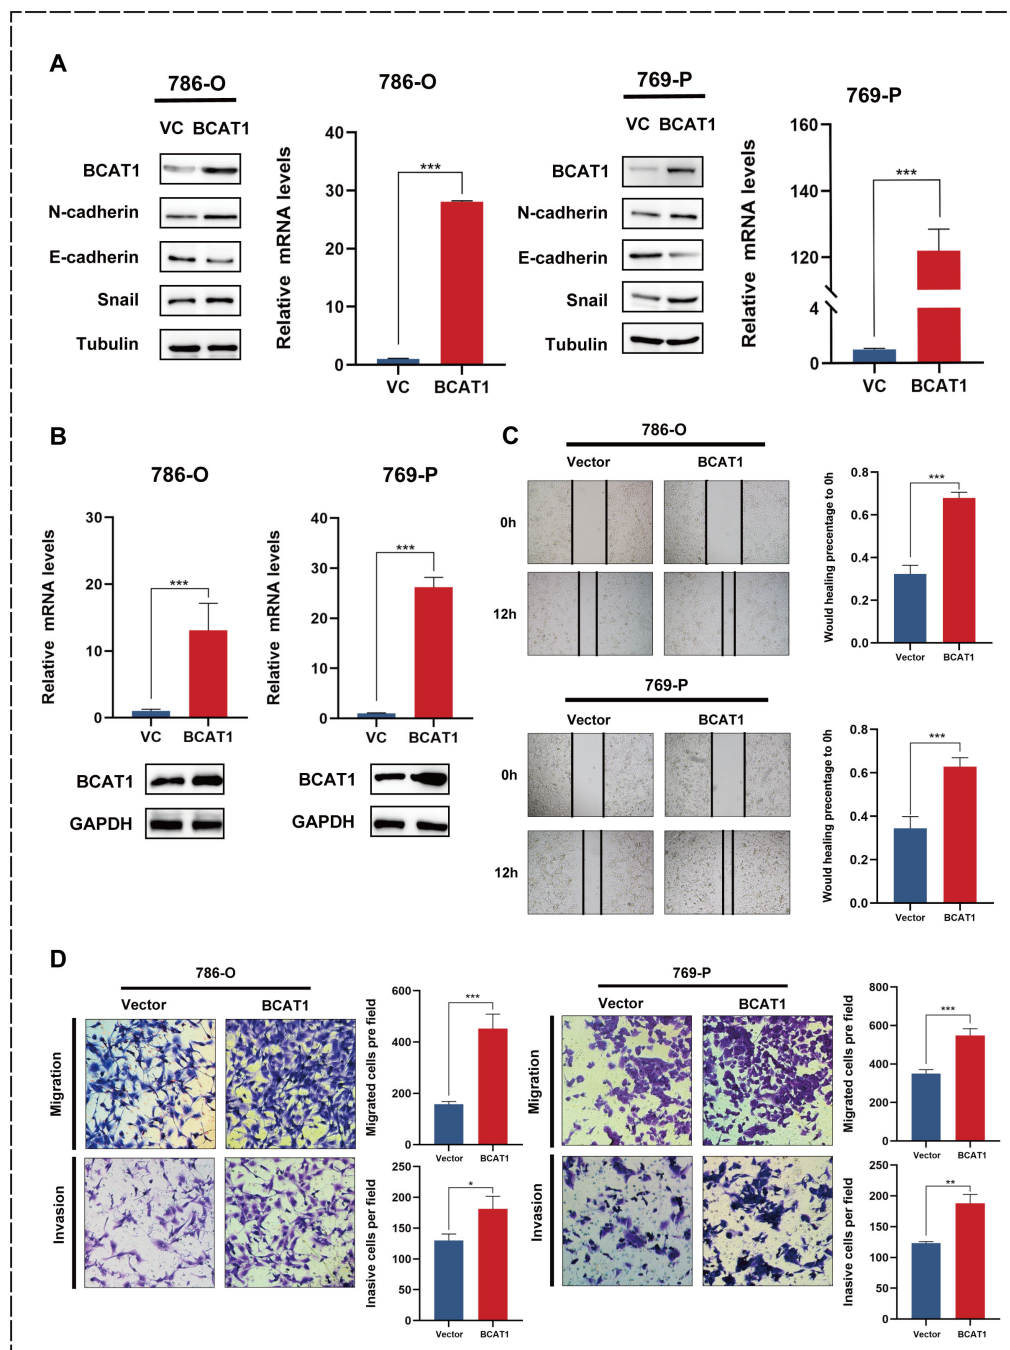 A
786-O
VC BCAT1
BCAT1
N-cadherin
E-cadherin
Snail
Tubulin
786-O
Relative mRNA levels
40
30
20
10
0
***
VC BCAT1
769-P
VC BCAT1
BCAT1
N-cadherin
E-cadherin
Snail
Tubulin
769-P
Relative mRNA levels
160
140
120
4
0
***
VC BCAT1
B
786-O
Relative mRNA levels
30
20
10
0
***
VC BCAT1
BCAT1
GAPDH
769-P
Relative mRNA levels
40
30
20
10
0
***
VC BCAT1
BCAT1
GAPDH
C
786-O
Vector BCAT1
0h
12h
Would healing precentage to 0h
0.8
0.6
0.4
0.2
0.0
***
Vector BCAT1
769-P
Vector BCAT1
0h
12h
Would healing precentage to 0h
0.8
0.6
0.4
0.2
0.0
***
Vector BCAT1
D
786-O
Vector BCAT1
Migration
Invasion
Migrated cells pre field
600
400
200
0
***
Vector BCAT1
Inasive cells per field
250
200
150
100
50
0
*
Vector BCAT1
769-P
Vector BCAT1
Migration
Invasion
Migrated cells pre field
800
600
400
200
0
***
Vector BCAT1
Inasive cells per field
250
200
150
100
50
0
**
Vector BCAT1